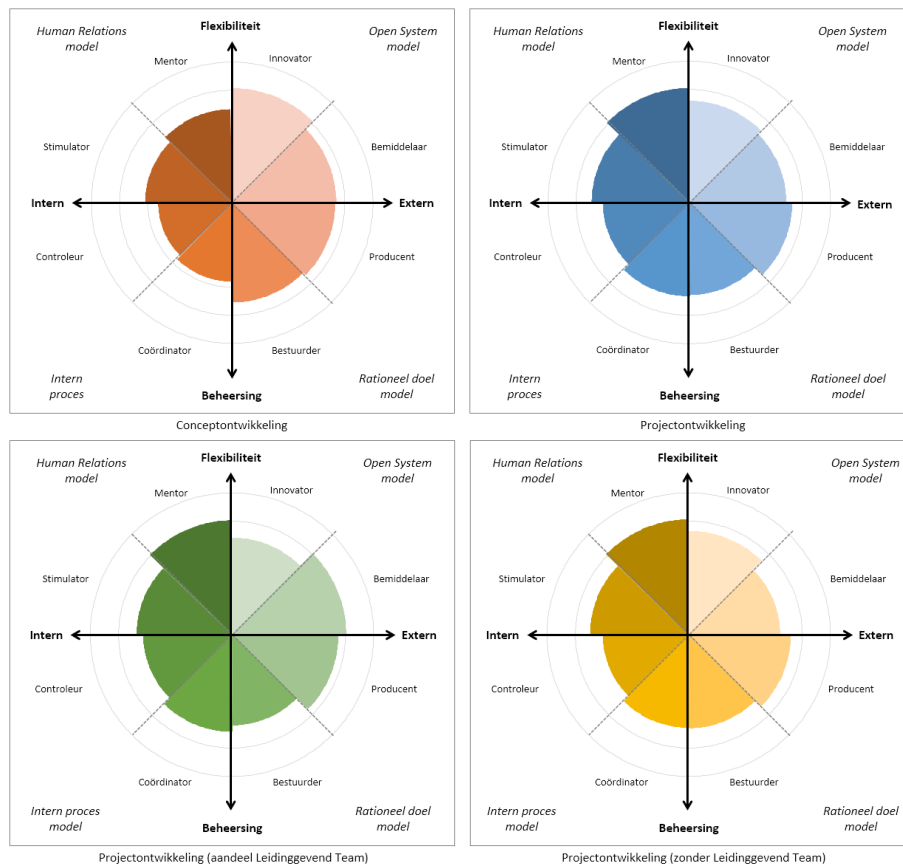 Human Relations
model
Flexibiliteit
Open System
model
Mentor
Innovator
Stimulator
Bemiddelaar
Intern
Extern
Controleur
Producent
Coördinator
Bestuurder
Intern
proces
Beheersing
Rationeel doel
model
Conceptontwikkeling
Human Relations
model
Flexibiliteit
Open System
model
Mentor
Innovator
Stimulator
Bemiddelaar
Intern
Extern
Controleur
Producent
Coördinator
Bestuurder
Intern
proces
Beheersing
Rationeel doel
model
Projectontwikkeling
Human Relations
model
Flexibiliteit
Open System
model
Mentor
Innovator
Stimulator
Bemiddelaar
Intern
Extern
Controleur
Producent
Coördinator
Bestuurder
Intern proces
model
Beheersing
Rationeel doel
model
Projectontwikkeling (aandeel Leidinggevend Team)
Human Relations
model
Flexibiliteit
Open System
model
Mentor
Innovator
Stimulator
Bemiddelaar
Intern
Extern
Controleur
Producent
Coördinator
Bestuurder
Intern proces
model
Beheersing
Rationeel doel
model
Projectontwikkeling (zonder Leidinggevend Team)